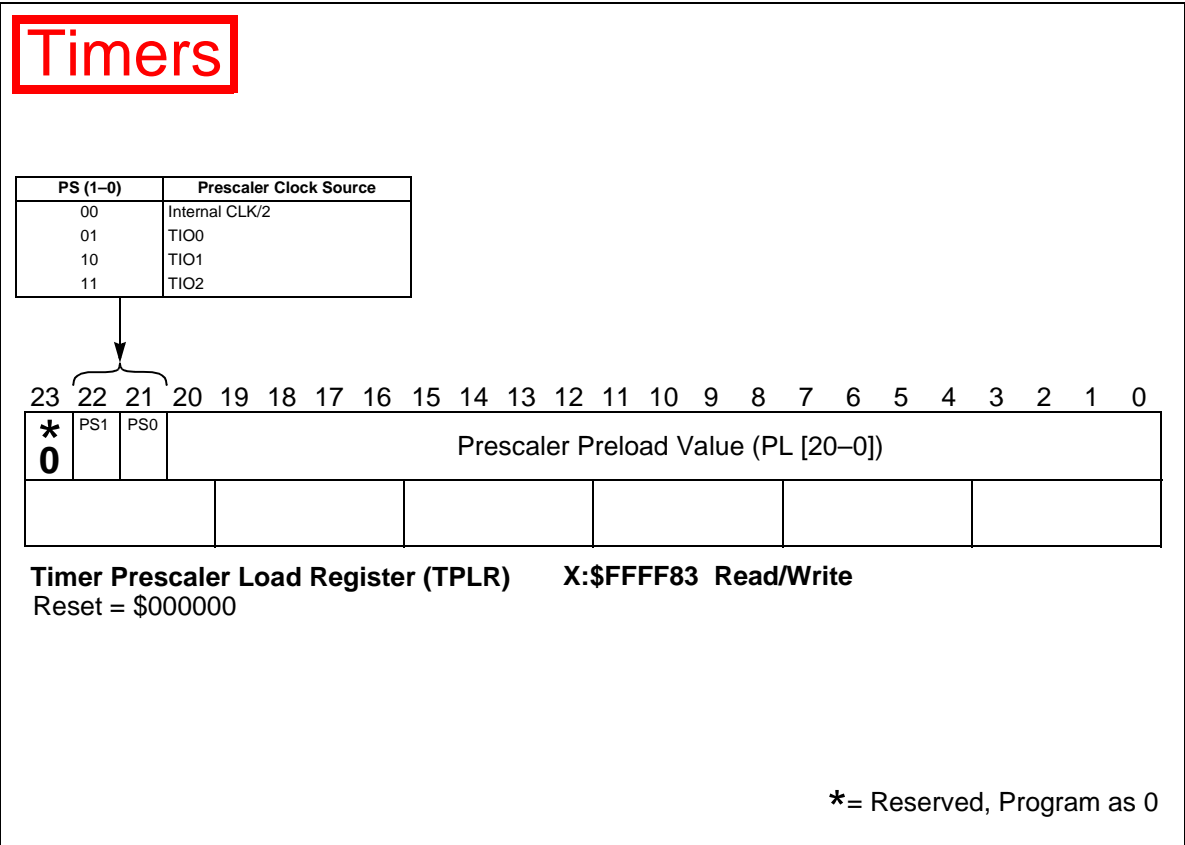 Timers
PS (1–0) Prescaler Clock Source
00 Internal CLK/2
01 TIO0
10 TIO1
11 TIO2
23 22 21 20 19 18 17 16 15 14 13 12 11 10 9 8 7 6 5 4 3 2 1 0
* PS1 PS0 Prescaler Preload Value (PL [20–0])
0
Timer Prescaler Load Register (TPLR) X:$FFFF83 Read/Write
Reset = $000000
*= Reserved, Program as 0